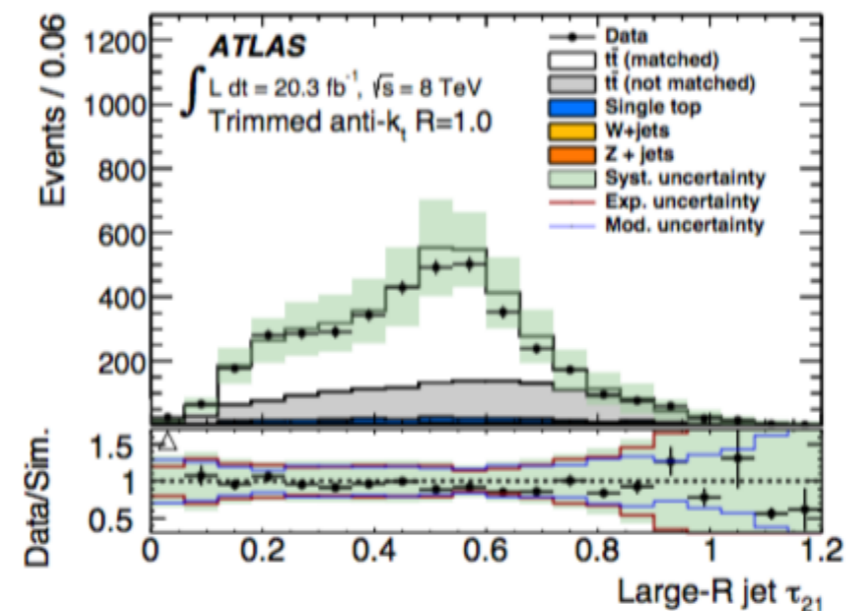 Events / 0.06
1200
1000
800
600
400
200
ATLAS
∫ L dt = 20.3 fb⁻¹, √s = 8 TeV
Trimmed anti-kₜ R=1.0
Data
tt̄ (matched)
tt̄ (not matched)
Single top
W+jets
Z + jets
Syst. uncertainty
Exp. uncertainty
Mod. uncertainty
Data/Sim.
1.5
1
0.5
0 0.2 0.4 0.6 0.8 1 1.2
Large-R jet τ₂₁